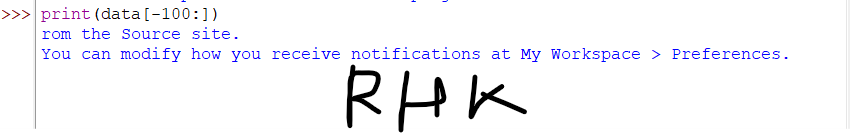 >>> print(data[-100:])
rom the Source site.
You can modify how you receive notifications at My Workspace > Preferences.
RHK